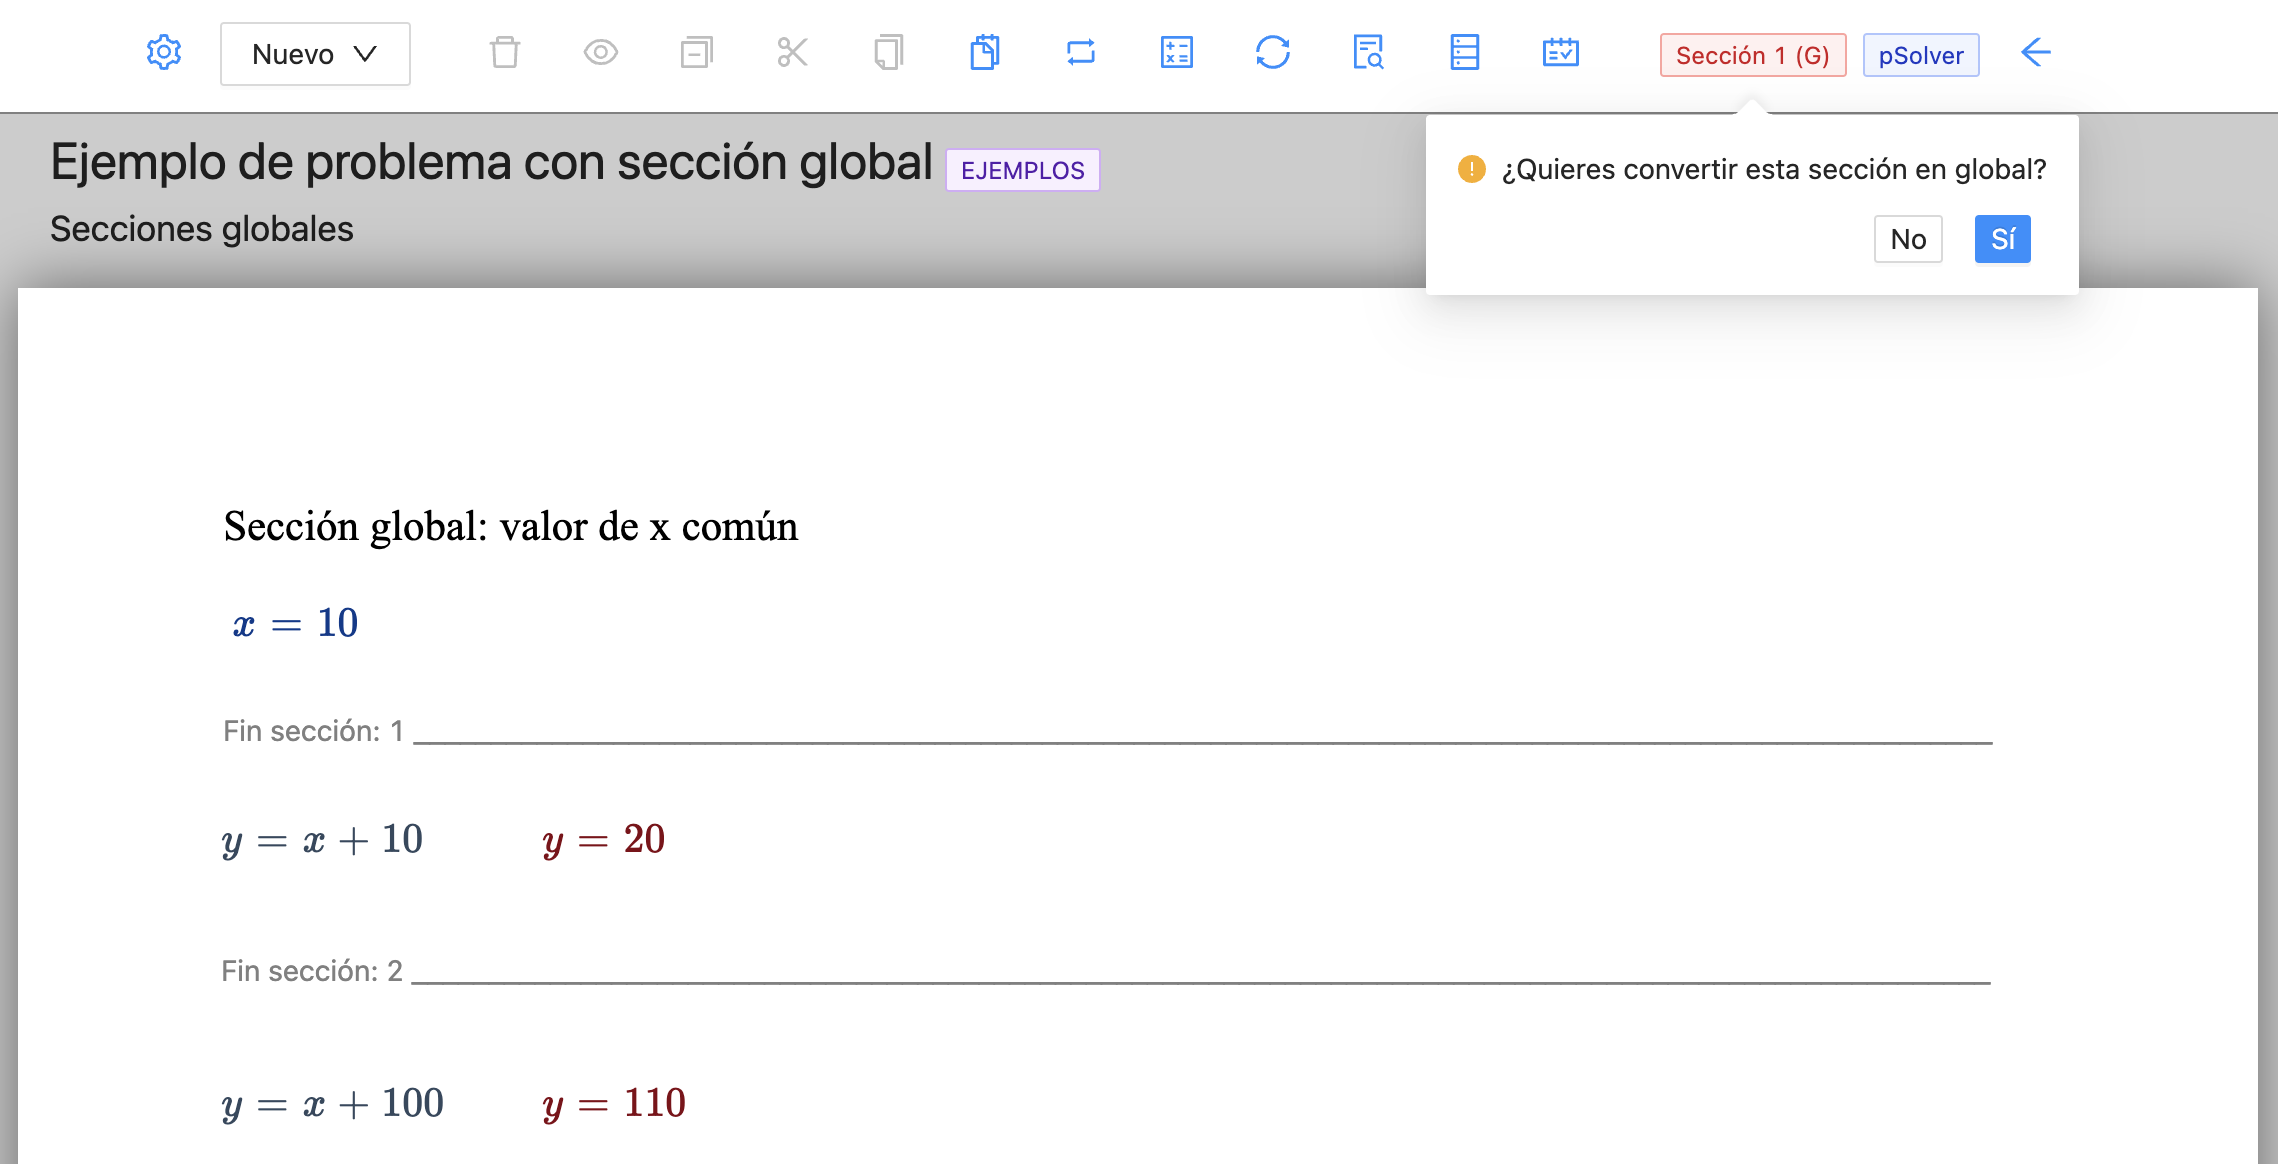 Nuevo
Sección 1 (G)
pSolver
¿Quieres convertir esta sección en global?
No
Sí
Ejemplo de problema con sección global
EJEMPLOS
Secciones globales
Sección global: valor de x común
x = 10
Fin sección: 1
y = x + 10 y = 20
Fin sección: 2
y = x + 100 y = 110